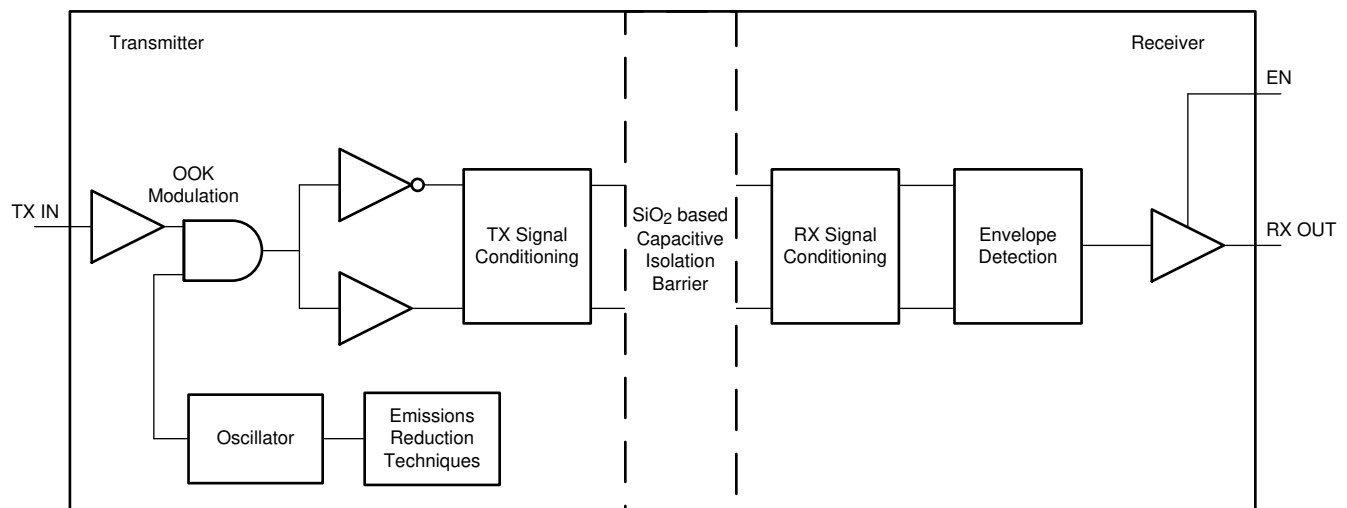 Transmitter
Receiver
EN
OOK
Modulation
TX IN
TX Signal
Conditioning
SiO2 based
Capacitive
Isolation
Barrier
RX Signal
Conditioning
Envelope
Detection
RX OUT
Oscillator
Emissions
Reduction
Techniques